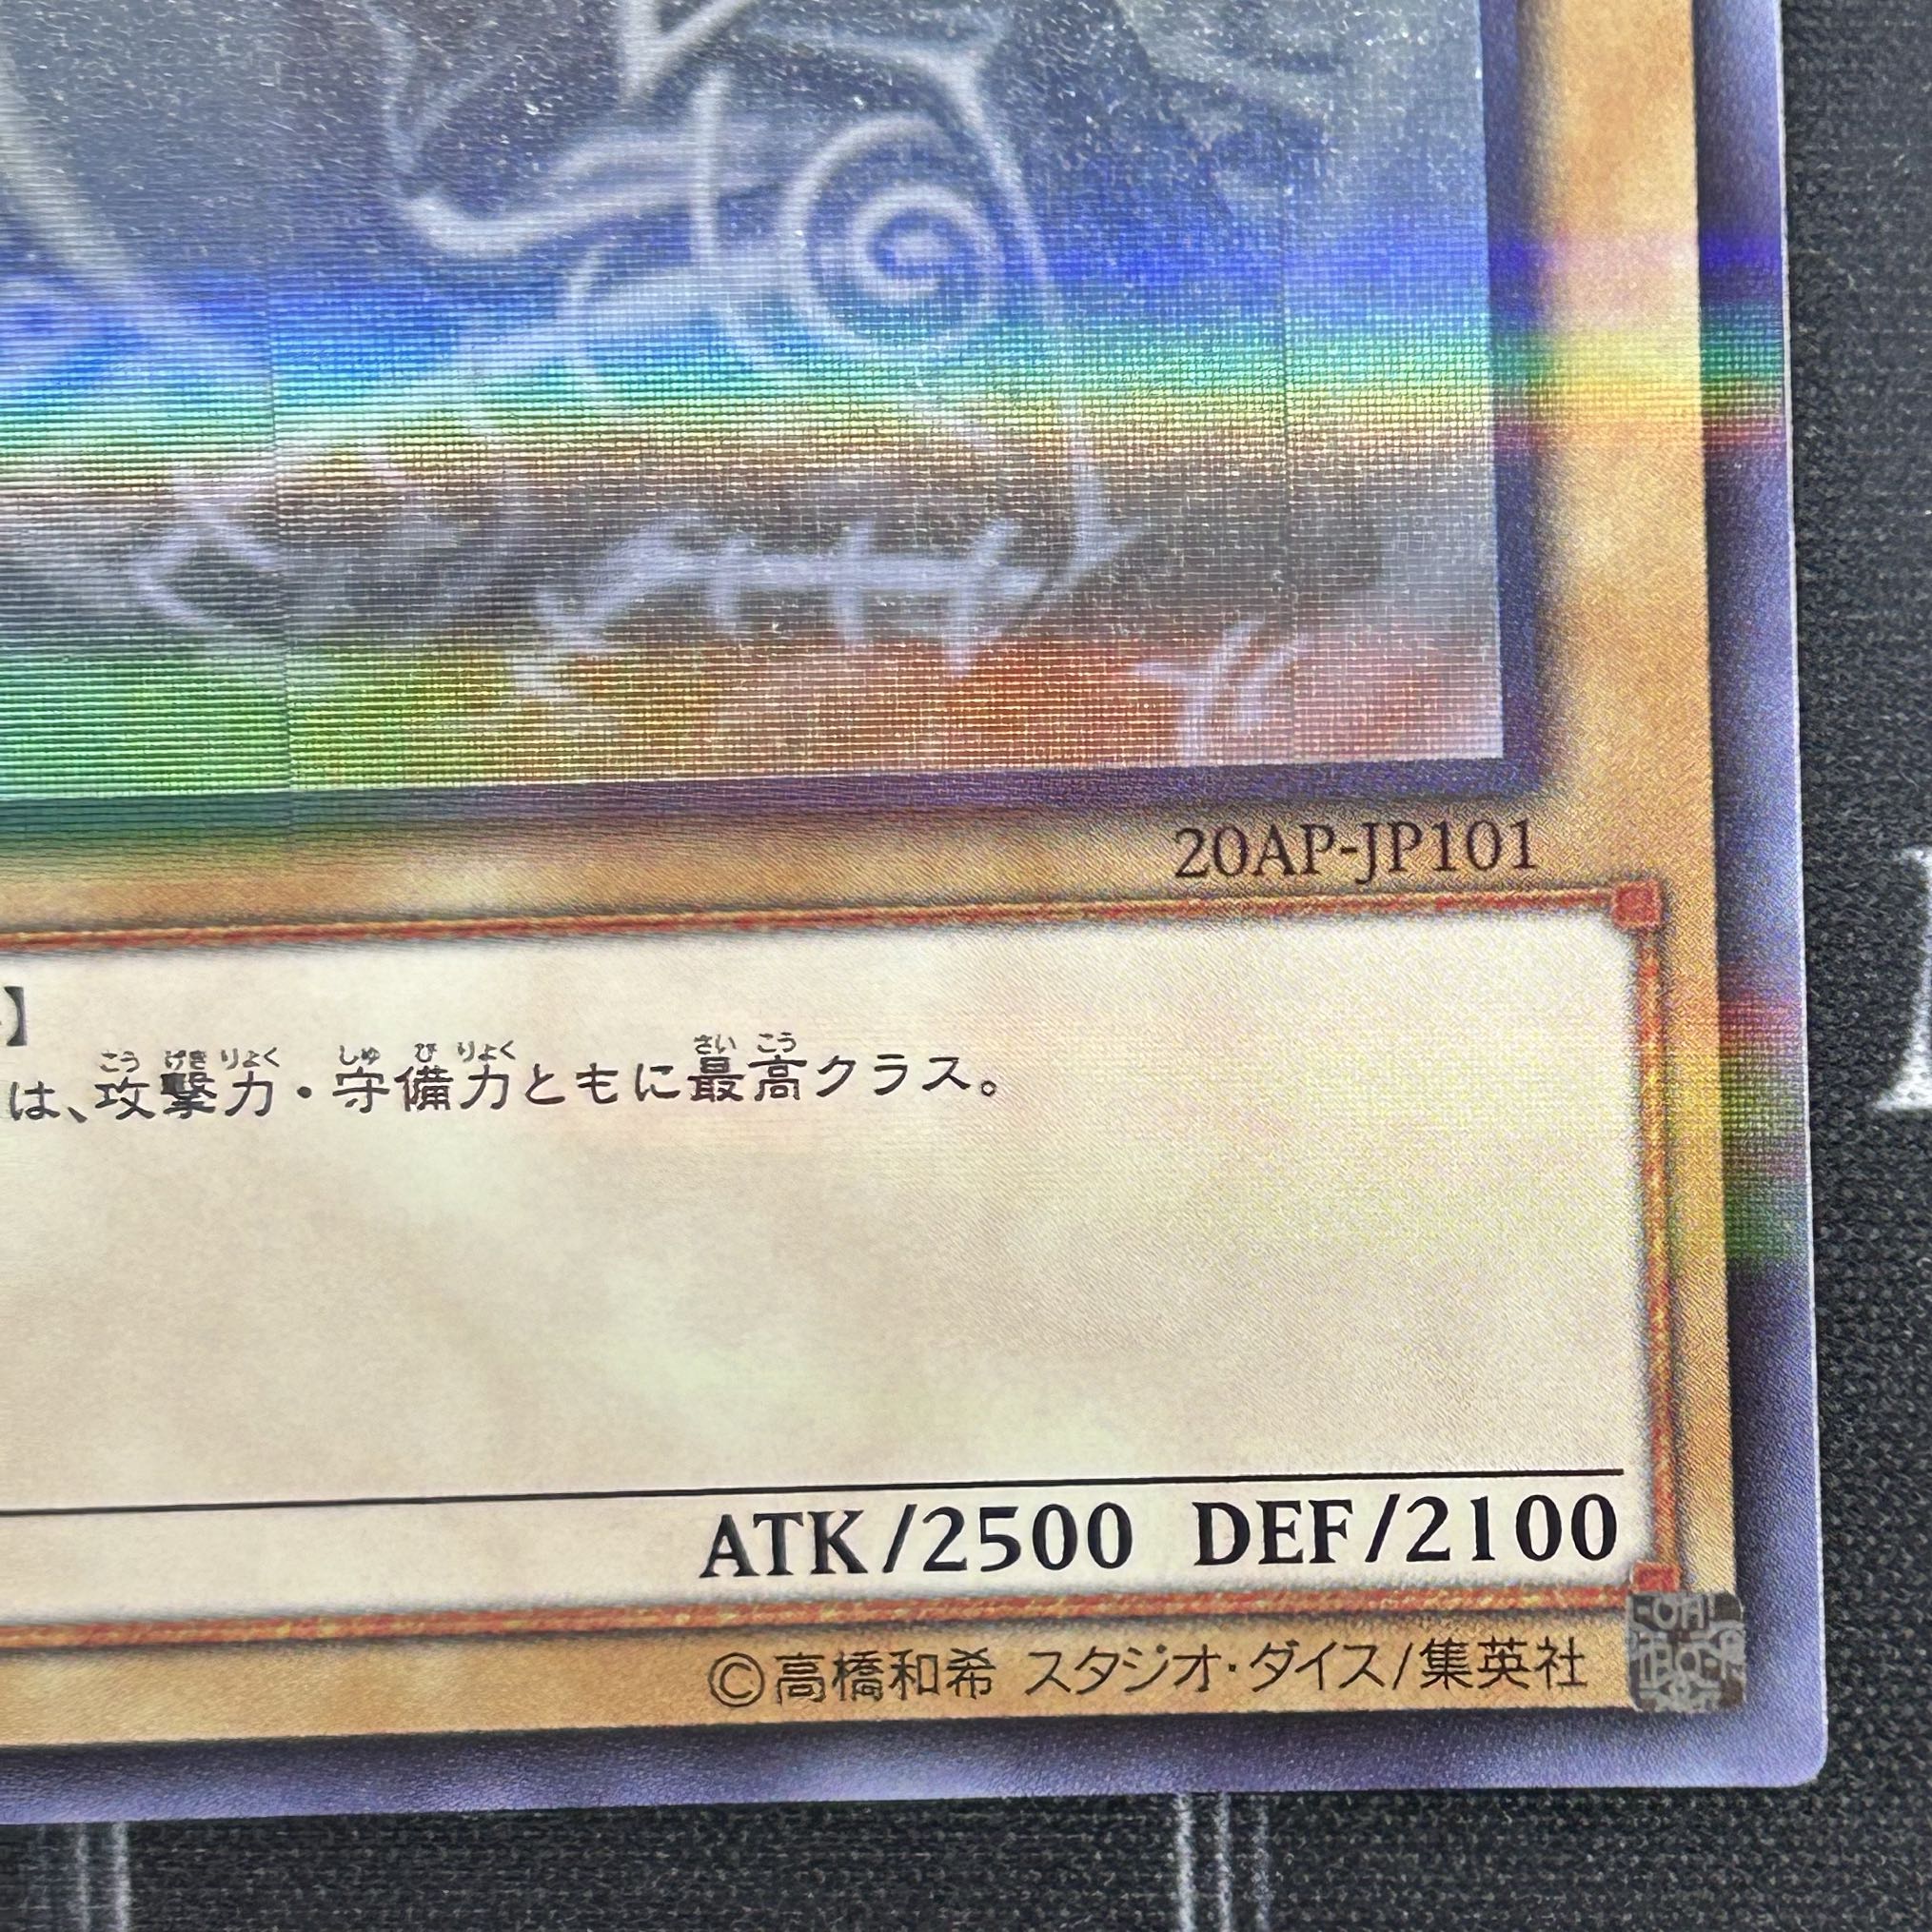 20AP-JP101
】
は、攻撃力・守備力ともに最高クラス。
ATK/2500 DEF/2100
©高橋和希 スタジオ・ダイス/集英社